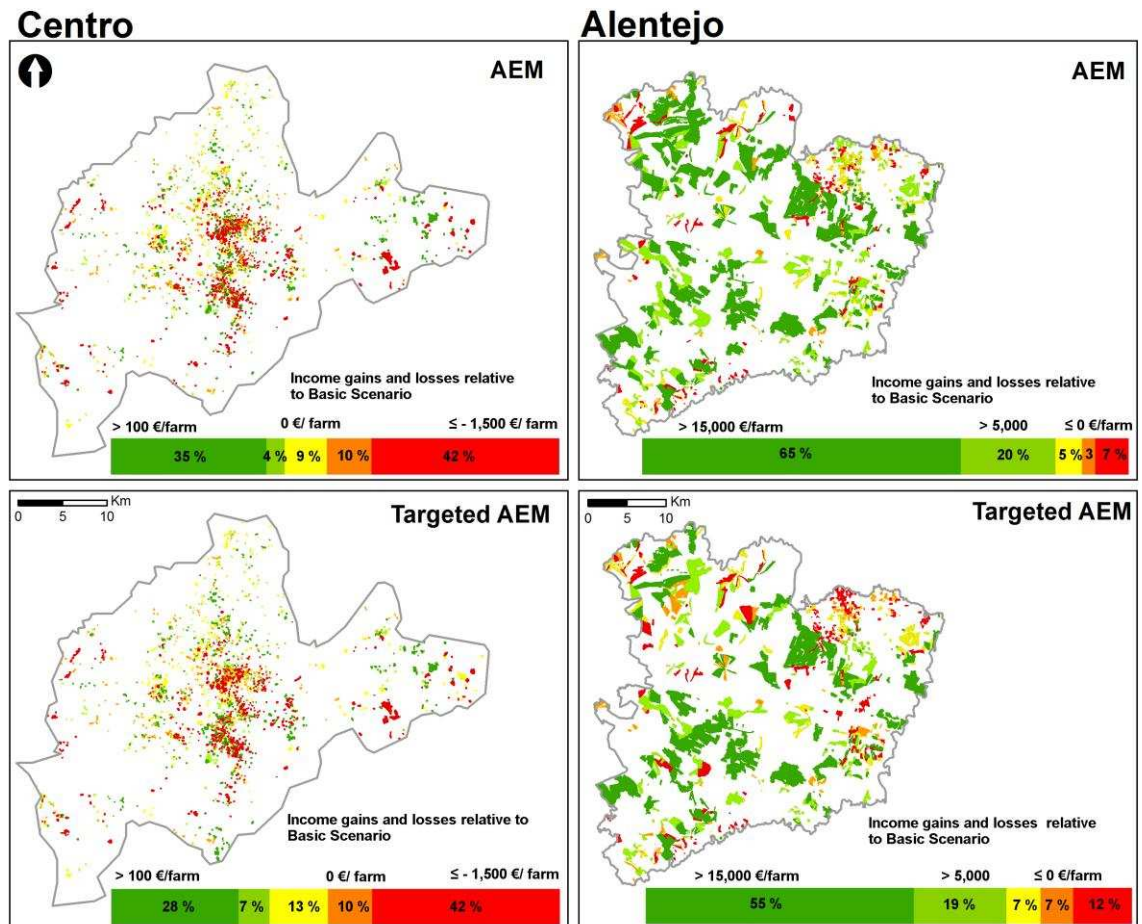 Centro
Alentejo
AEM
AEM
Income gains and losses relative
to Basic Scenario
Income gains and losses relative
to Basic Scenario
> 100 €/farm 0 €/ farm ≤ - 1,500 €/farm
> 15,000 €/farm > 5,000 ≤ 0 €/farm
35 % 4 % 9 % 10 % 42 %
65 % 20 % 5 % 3 7 %
Km
0 5 10
Targeted AEM
Km
0 5 10
Targeted AEM
Income gains and losses relative to
Basic Scenario
Income gains and losses relative
to Basic Scenario
> 100 €/farm 0 €/ farm ≤ - 1,500 €/ farm
> 15,000 €/farm > 5,000 ≤ 0 €/farm
28 % 7 % 13 % 10 % 42 %
55 % 19 % 7 % 7 % 12 %